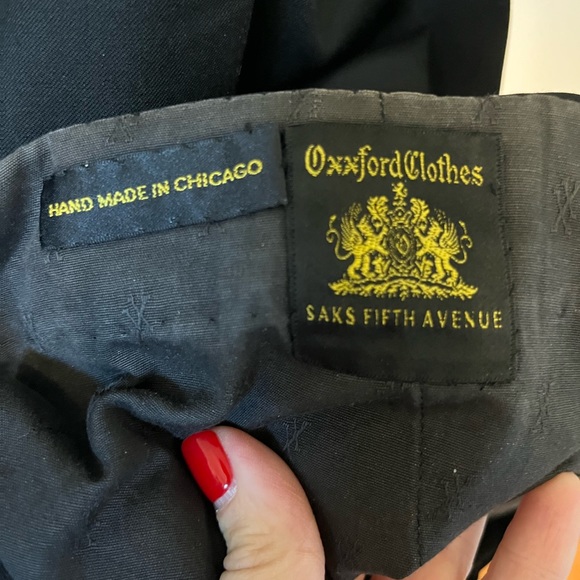 HAND MADE IN CHICAGO
OxxfordClothes
SAKS FIFTH AVENUE